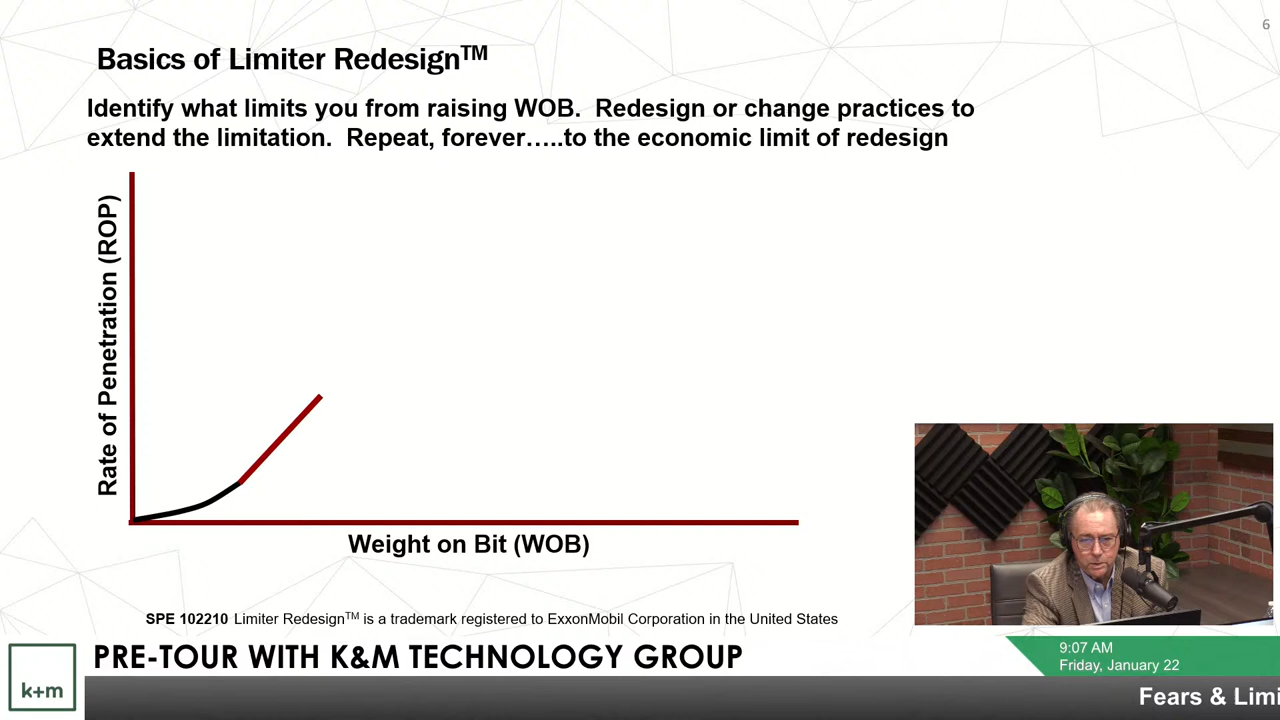 6
Basics of Limiter Redesign™
Identify what limits you from raising WOB.  Redesign or change practices to
extend the limitation.  Repeat, forever…..to the economic limit of redesign
Rate of Penetration (ROP)
Weight on Bit (WOB)
SPE 102210 Limiter Redesign™ is a trademark registered to ExxonMobil Corporation in the United States
k+m
PRE-TOUR WITH K&M TECHNOLOGY GROUP
9:07 AM
Friday, January 22
Fears & Limi